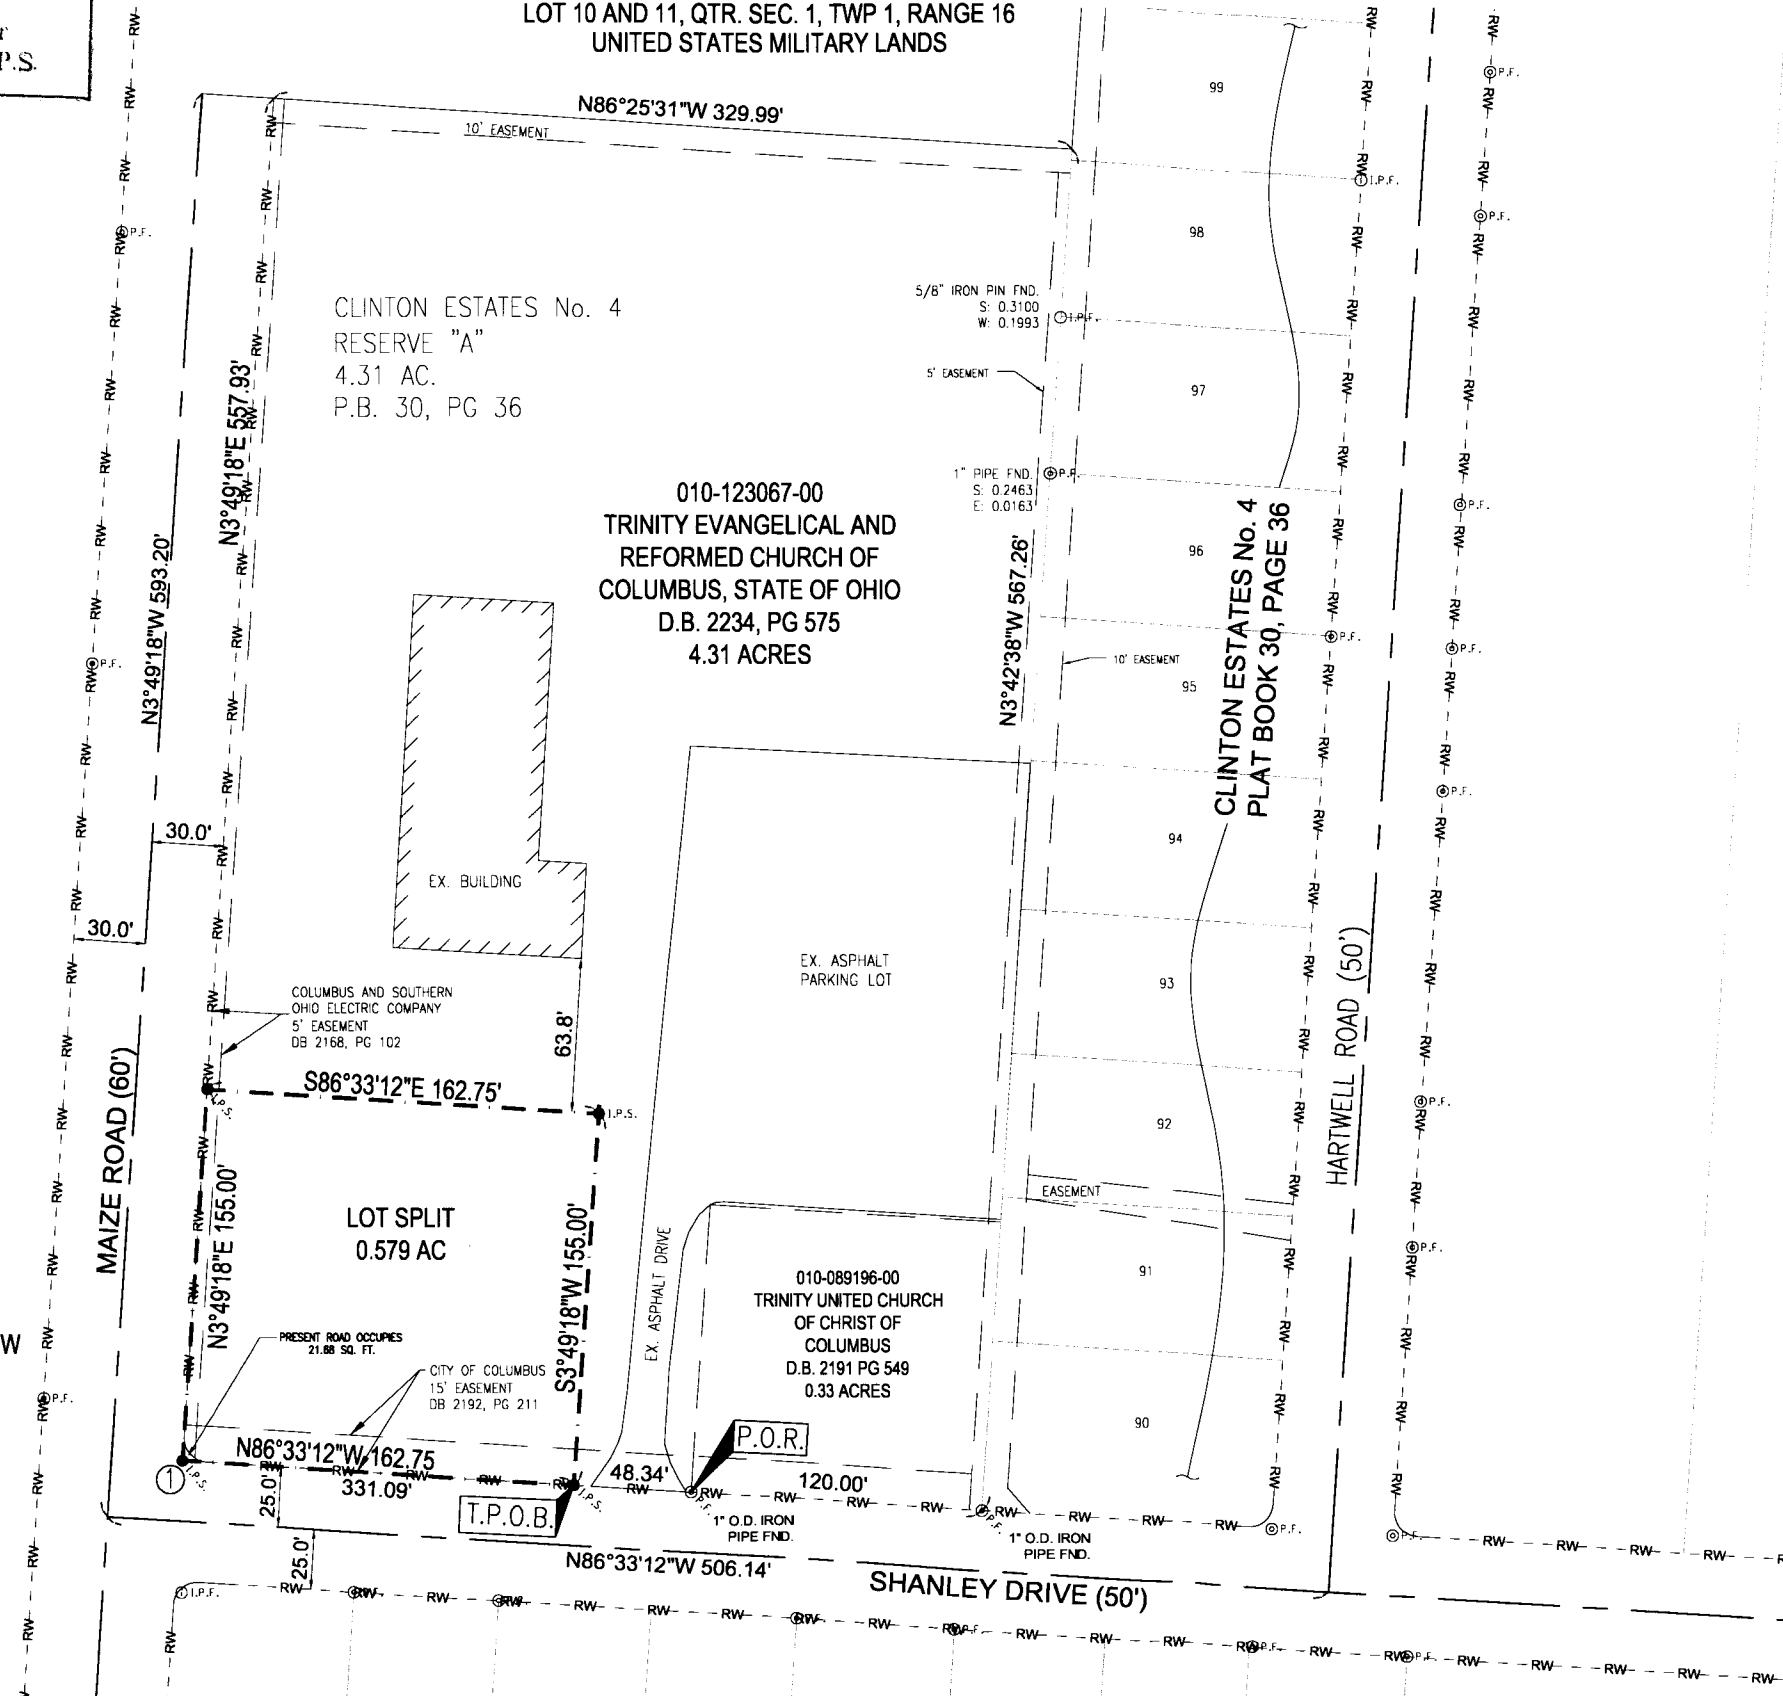 P.S.
LOT 10 AND 11, QTR. SEC. 1, TWP 1, RANGE 16
UNITED STATES MILITARY LANDS
N86°25'31"W 329.99'
10' EASEMENT
CLINTON ESTATES No. 4
RESERVE "A"
4.31 AC.
P.B. 30, PG 36
N3°49'18"E 557.93'
N3°49'18"W 593.20'
010-123067-00
TRINITY EVANGELICAL AND
REFORMED CHURCH OF
COLUMBUS, STATE OF OHIO
D.B. 2234, PG 575
4.31 ACRES
5/8" IRON PIN FND.
S: 0.3100
W: 0.1993
I.P.F.
5' EASEMENT
1" PIPE FND.
S: 0.2463
E: 0.0163'
P.F.
N3°42'38"W 567.26'
10' EASEMENT
99
98
97
96
95
94
93
92
91
90
CLINTON ESTATES No. 4
PLAT BOOK 30, PAGE 36
HARTWELL ROAD (50')
EX. BUILDING
EX. ASPHALT
PARKING LOT
30.0'
30.0'
63.8'
COLUMBUS AND SOUTHERN
OHIO ELECTRIC COMPANY
5' EASEMENT
DB 2168, PG 102
MAIZE ROAD (60')
S86°33'12"E 162.75'
I.P.S.
I.P.S.
N3°49'18"E 155.00'
LOT SPLIT
0.579 AC
S3°49'18"W 155.00'
EX. ASPHALT DRIVE
EASEMENT
010-089196-00
TRINITY UNITED CHURCH
OF CHRIST OF
COLUMBUS
D.B. 2191 PG 549
0.33 ACRES
PRESENT ROAD OCCUPIES
21.68 SQ. FT.
CITY OF COLUMBUS
15' EASEMENT
DB 2192, PG 211
W
N86°33'12"W 162.75
331.09'
1
I.P.S.
25.0'
25.0'
T.P.O.B.
I.P.S.
48.34'
P.O.R.
120.00'
P.F.
1" O.D. IRON
PIPE FND.
P.F.
1" O.D. IRON
PIPE FND.
N86°33'12"W 506.14'
SHANLEY DRIVE (50')
I.P.F.
RW
P.F.